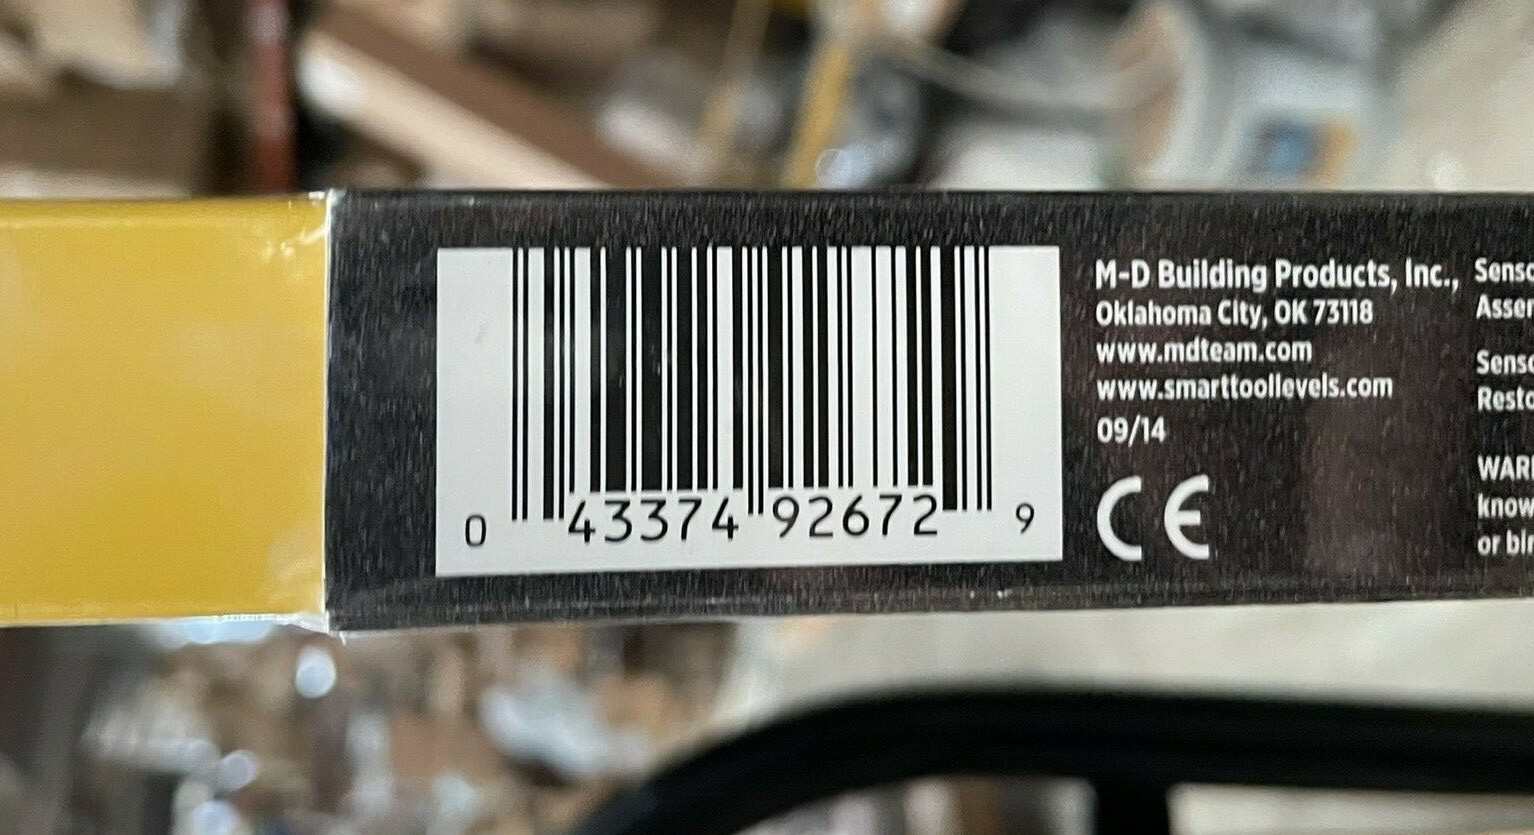 0 43374 92672 9
M-D Building Products, Inc.,
Oklahoma City, OK 73118
www.mdteam.com
www.smarttoollevels.com
09/14
CE
or